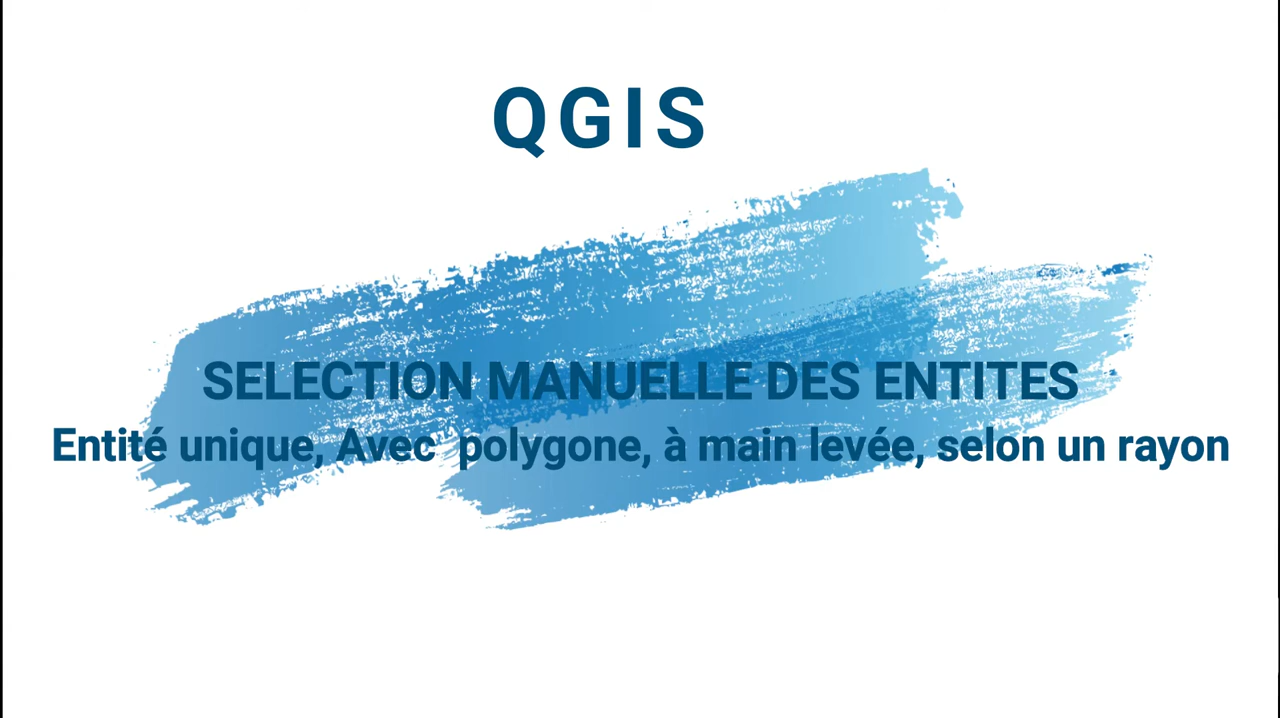 QGIS
SELECTION MANUELLE DES ENTITES
Entité unique, Avec polygone, à main levée, selon un rayon